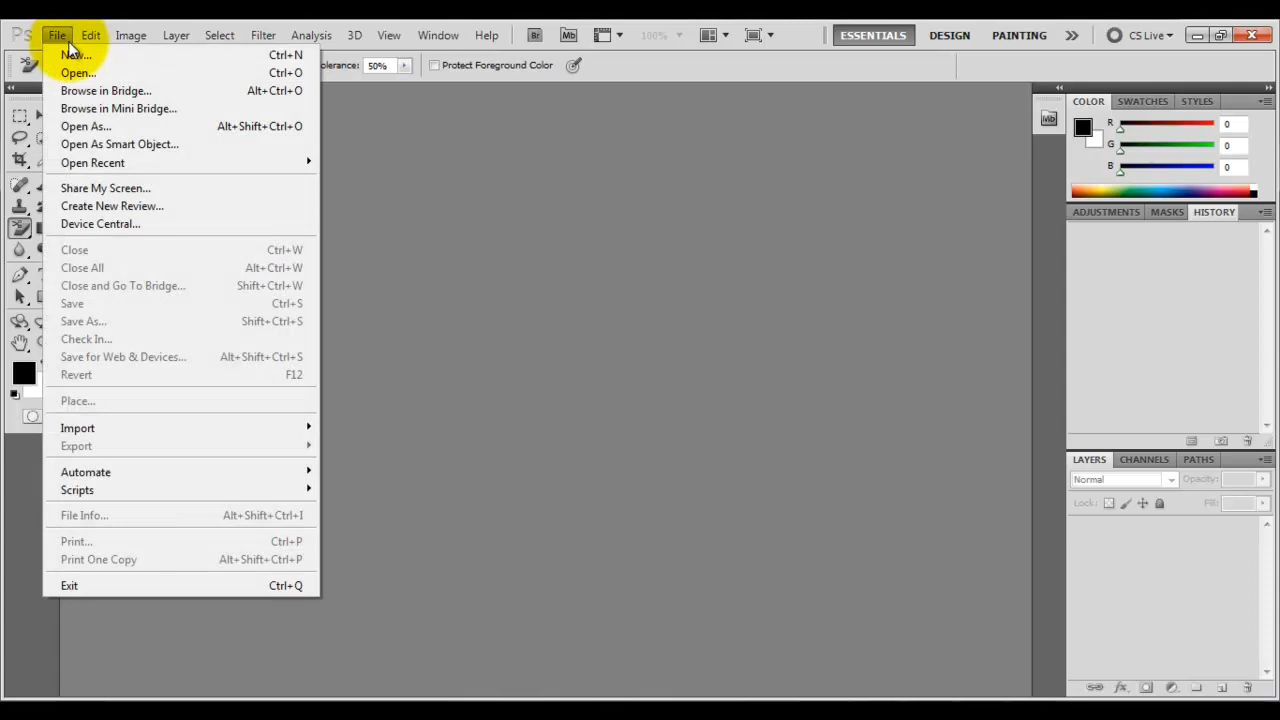 Ps File Edit Image Layer Select Filter Analysis 3D View Window Help Br Mb 100% ESSENTIALS DESIGN PAINTING CS Live
olerance: 50% Protect Foreground Color
New... Ctrl+N
Open... Ctrl+O
Browse in Bridge... Alt+Ctrl+O
Browse in Mini Bridge...
Open As... Alt+Shift+Ctrl+O
Open As Smart Object...
Open Recent
Share My Screen...
Create New Review...
Device Central...
Close Ctrl+W
Close All Alt+Ctrl+W
Close and Go To Bridge... Shift+Ctrl+W
Save Ctrl+S
Save As... Shift+Ctrl+S
Check In...
Save for Web & Devices... Alt+Shift+Ctrl+S
Revert F12
Place...
Import
Export
Automate
Scripts
File Info... Alt+Shift+Ctrl+I
Print... Ctrl+P
Print One Copy Alt+Shift+Ctrl+P
Exit Ctrl+Q
Mb
COLOR SWATCHES STYLES
R 0
G 0
B 0
ADJUSTMENTS MASKS HISTORY
LAYERS CHANNELS PATHS
Normal Opacity:
Lock: Fill: